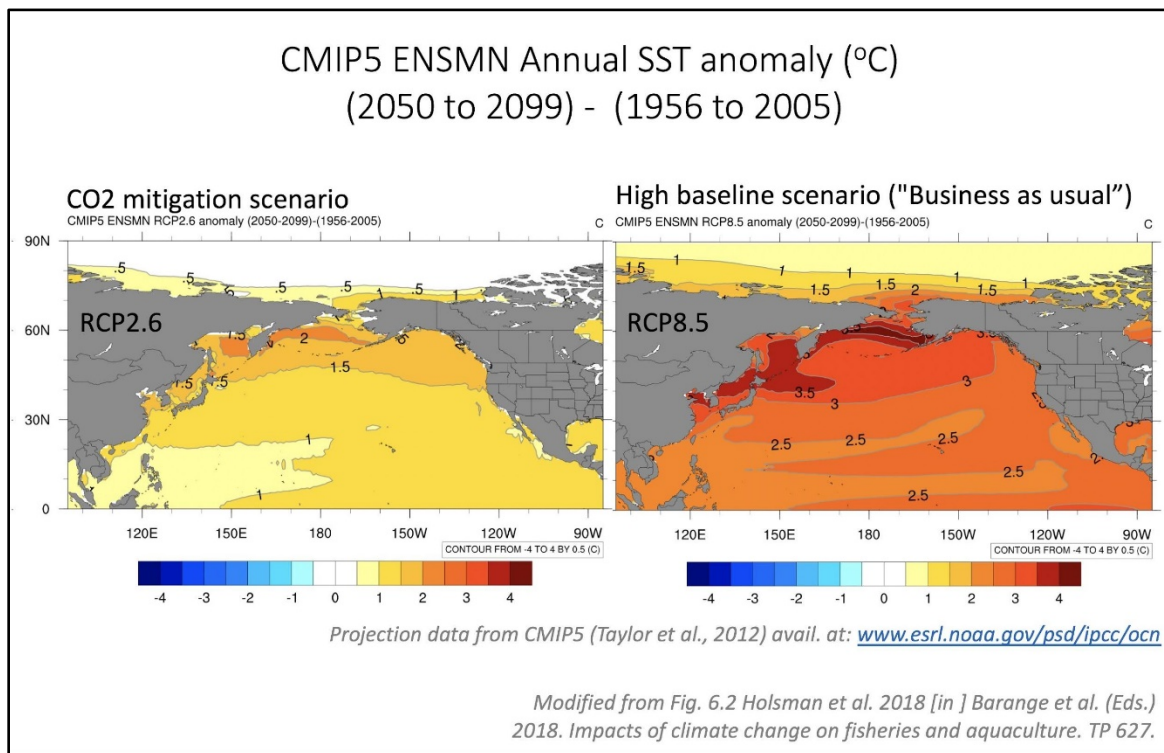 CMIP5 ENSMN Annual SST anomaly (ºC)
(2050 to 2099) - (1956 to 2005)
CO2 mitigation scenario
CMIP5 ENSMN RCP2.6 anomaly (2050-2099)-(1956-2005)
C
90N
60N
30N
0
.5
.5
.5
.5
.5
1
1
RCP2.6
1.5
2
1.5
1.5
1.5
1
1
120E
150E
180
150W
120W
90W
CONTOUR FROM -4 TO 4 BY 0.5 (C)
-4
-3
-2
-1
0
1
2
3
4
High baseline scenario ("Business as usual”)
CMIP5 ENSMN RCP8.5 anomaly (2050-2099)-(1956-2005)
C
1
1
1
1
1.5
1.5
1.5
2
1.5
1
RCP8.5
3.5
3
3
2.5
2.5
2.5
2.5
120E
150E
180
150W
120W
90W
CONTOUR FROM -4 TO 4 BY 0.5 (C)
-4
-3
-2
-1
0
1
2
3
4
Projection data from CMIP5 (Taylor et al., 2012) avail. at: www.esrl.noaa.gov/psd/ipcc/ocn
Modified from Fig. 6.2 Holsman et al. 2018 [in ] Barange et al. (Eds.)
2018. Impacts of climate change on fisheries and aquaculture. TP 627.